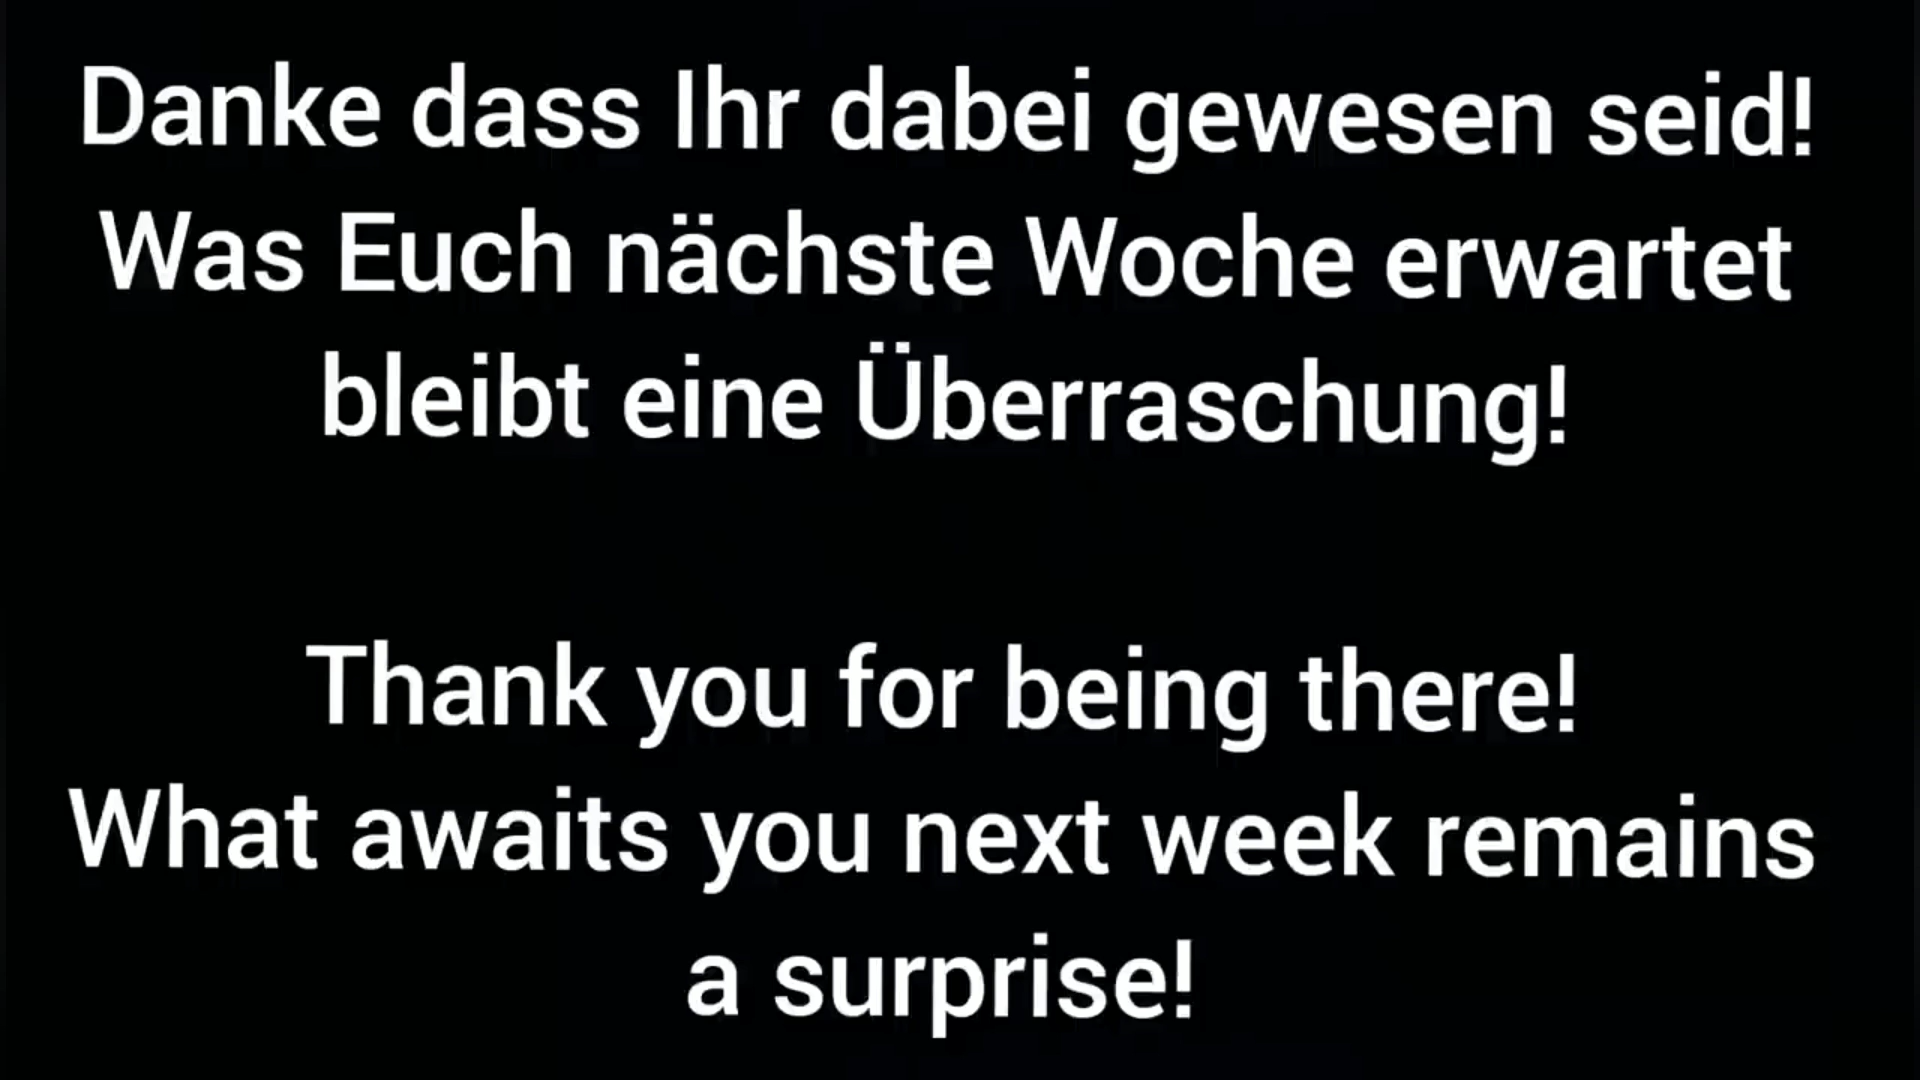 Danke dass Ihr dabei gewesen seid!
Was Euch nächste Woche erwartet
bleibt eine Überraschung!
Thank you for being there!
What awaits you next week remains
a surprise!